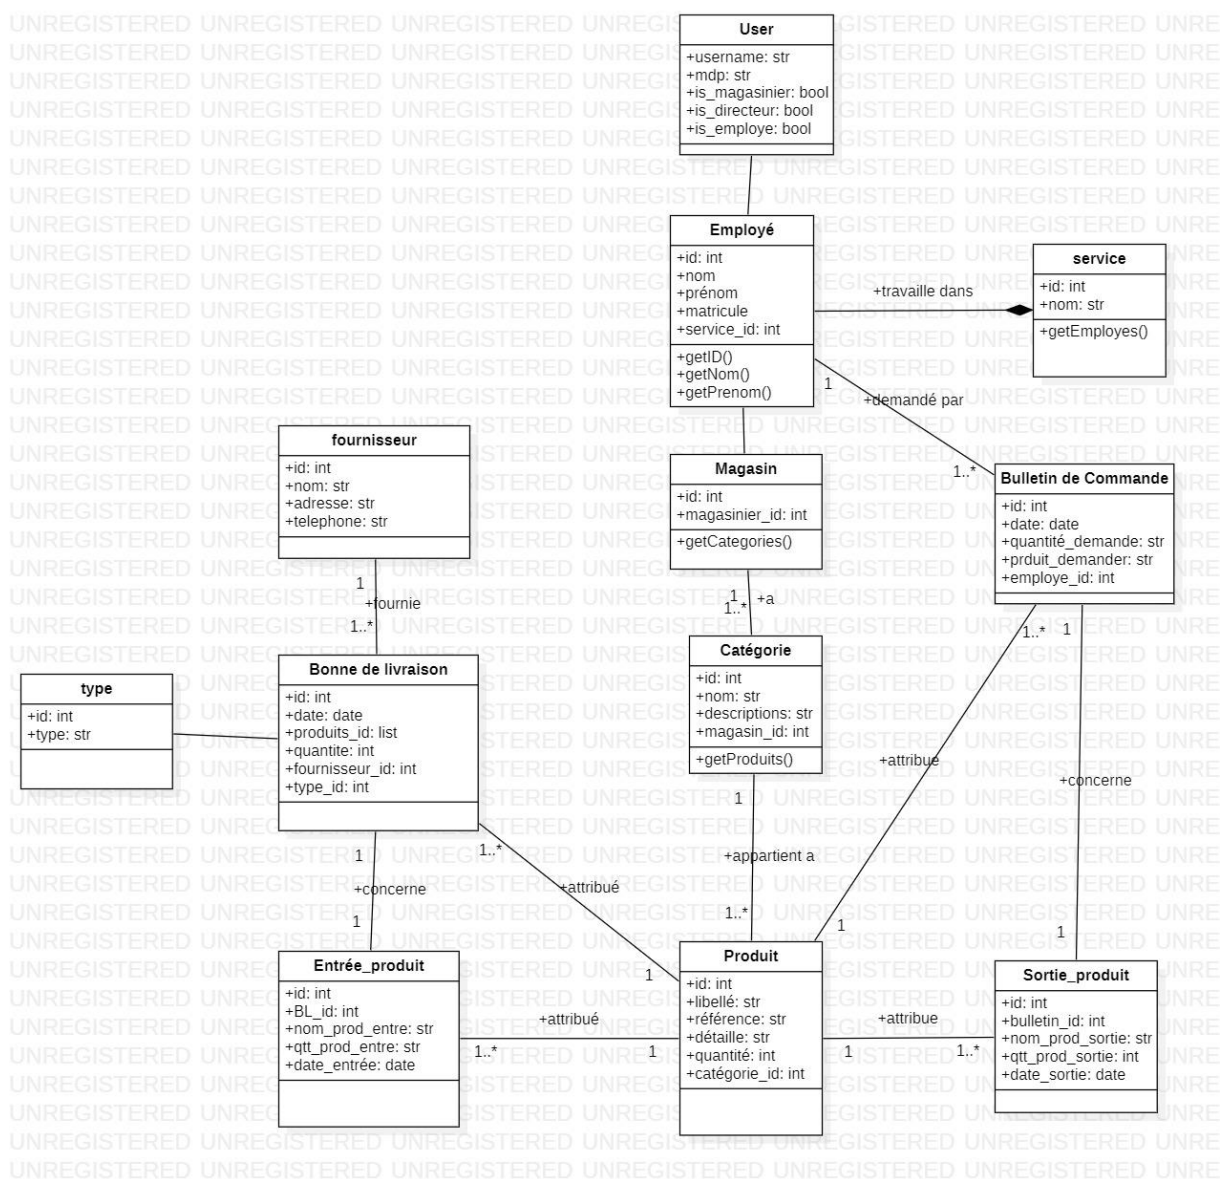 User
+username: str
+mdp: str
+is_magasinier: bool
+is_directeur: bool
+is_employe: bool
Employé
+id: int
+nom
+prénom
+matricule
+service_id: int
+getID()
+getNom()
+getPrenom()
+travaille dans
service
+id: int
+nom: str
+getEmployes()
1
+demandé par
1..*
fournisseur
+id: int
+nom: str
+adresse: str
+telephone: str
Magasin
+id: int
+magasinier_id: int
+getCategories()
Bulletin de Commande
+id: int
+date: date
+quantité_demande: str
+prduit_demander: str
+employe_id: int
1
+fournie
1..*
1
+a
1..*
1..*
1
type
+id: int
+type: str
Bonne de livraison
+id: int
+date: date
+produits_id: list
+quantite: int
+fournisseur_id: int
+type_id: int
Catégorie
+id: int
+nom: str
+descriptions: str
+magasin_id: int
+getProduits()
+attribue
+concerne
1
+concerne
1
1..*
+attribué
1
1
+appartient a
1..*
1
1
Entrée_produit
+id: int
+BL_id: int
+nom_prod_entre: str
+qtt_prod_entre: str
+date_entrée: date
+attribué
1..*
1
Produit
+id: int
+libellé: str
+référence: str
+détaille: str
+quantité: int
+catégorie_id: int
+attribue
1
1..*
Sortie_produit
+id: int
+bulletin_id: int
+nom_prod_sortie: str
+qtt_prod_sortie: int
+date_sortie: date
UNREGISTERED